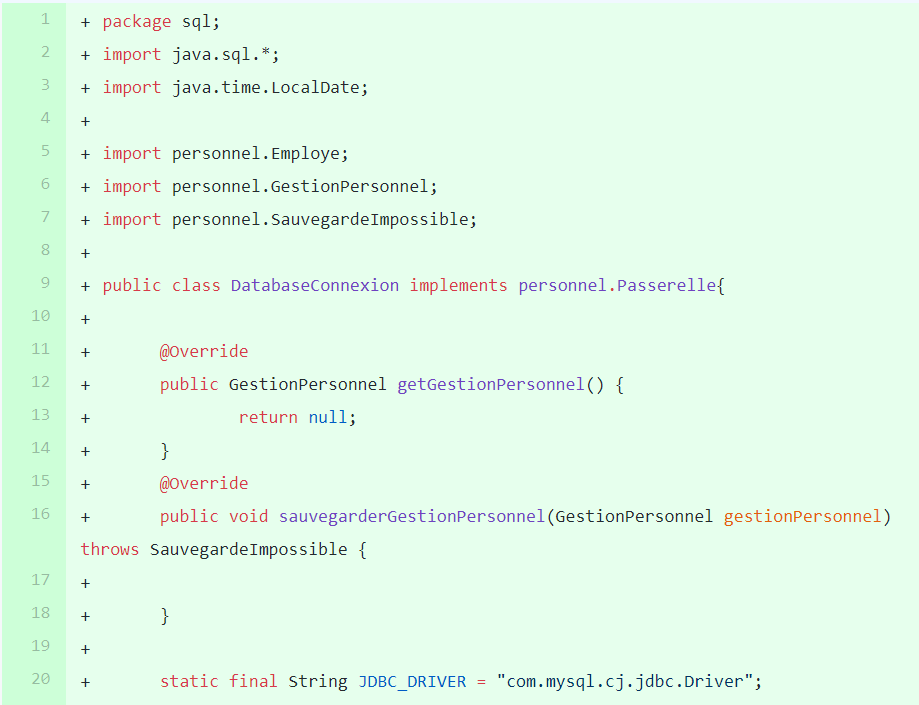 1 + package sql;
2 + import java.sql.*;
3 + import java.time.LocalDate;
4 +
5 + import personnel.Employe;
6 + import personnel.GestionPersonnel;
7 + import personnel.SauvegardeImpossible;
8 +
9 + public class DatabaseConnexion implements personnel.Passerelle{
10 +
11 + @Override
12 + public GestionPersonnel getGestionPersonnel() {
13 + return null;
14 + }
15 + @Override
16 + public void sauvegarderGestionPersonnel(GestionPersonnel gestionPersonnel)
throws SauvegardeImpossible {
17 +
18 + }
19 +
20 + static final String JDBC_DRIVER = "com.mysql.cj.jdbc.Driver";